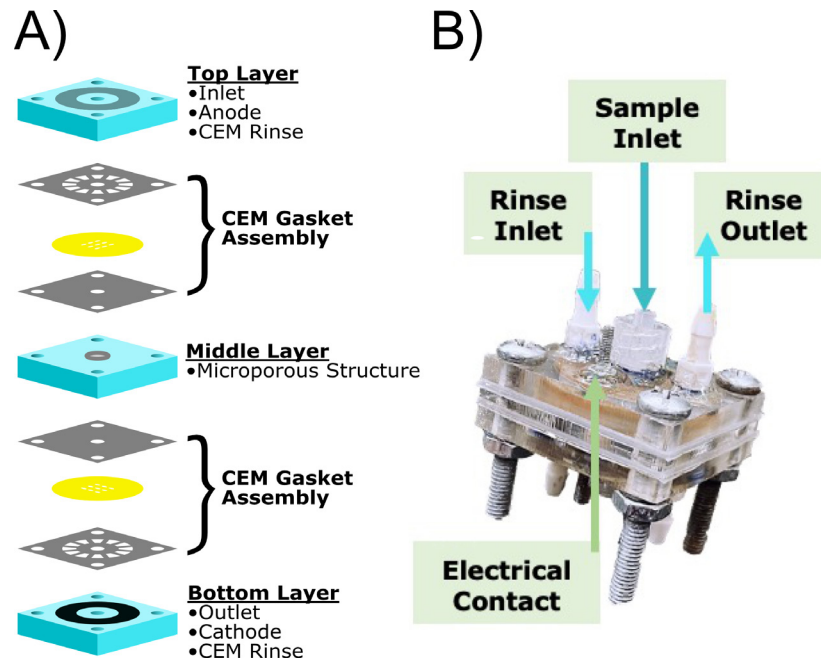 A)
Top Layer
•Inlet
•Anode
•CEM Rinse
CEM Gasket
Assembly
Middle Layer
•Microporous Structure
CEM Gasket
Assembly
Bottom Layer
•Outlet
•Cathode
•CEM Rinse
B)
Sample
Inlet
Rinse
Inlet
Rinse
Outlet
Electrical
Contact